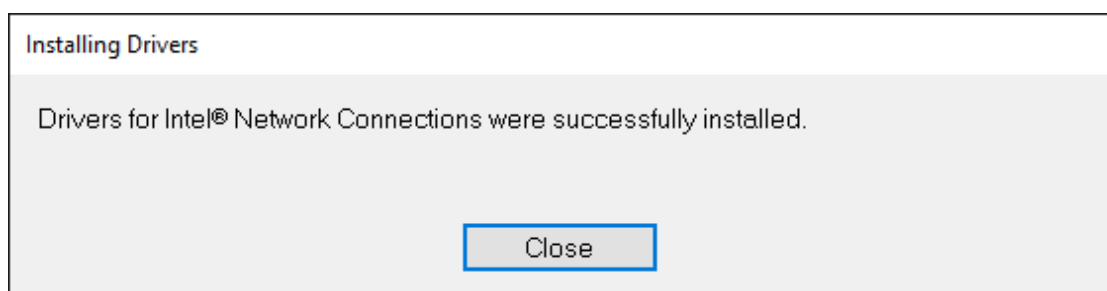 Installing Drivers
Drivers for Intel® Network Connections were successfully installed.
Close